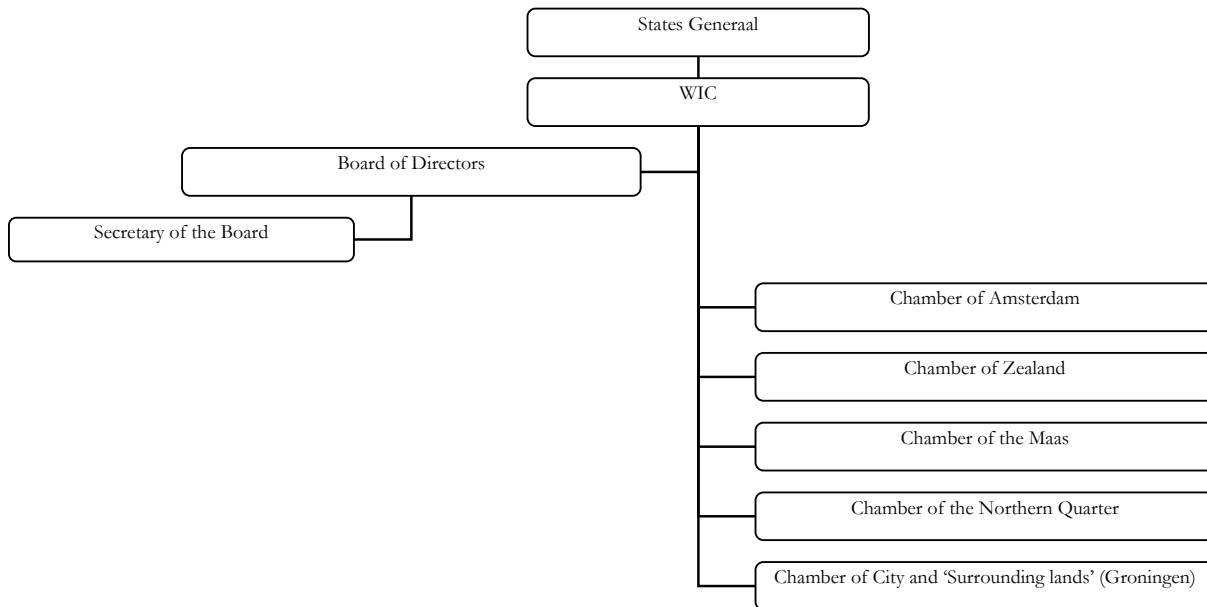 States Generaal
WIC
Board of Directors
Secretary of the Board
Chamber of Amsterdam
Chamber of Zealand
Chamber of the Maas
Chamber of the Northern Quarter
Chamber of City and ‘Surrounding lands’ (Groningen)